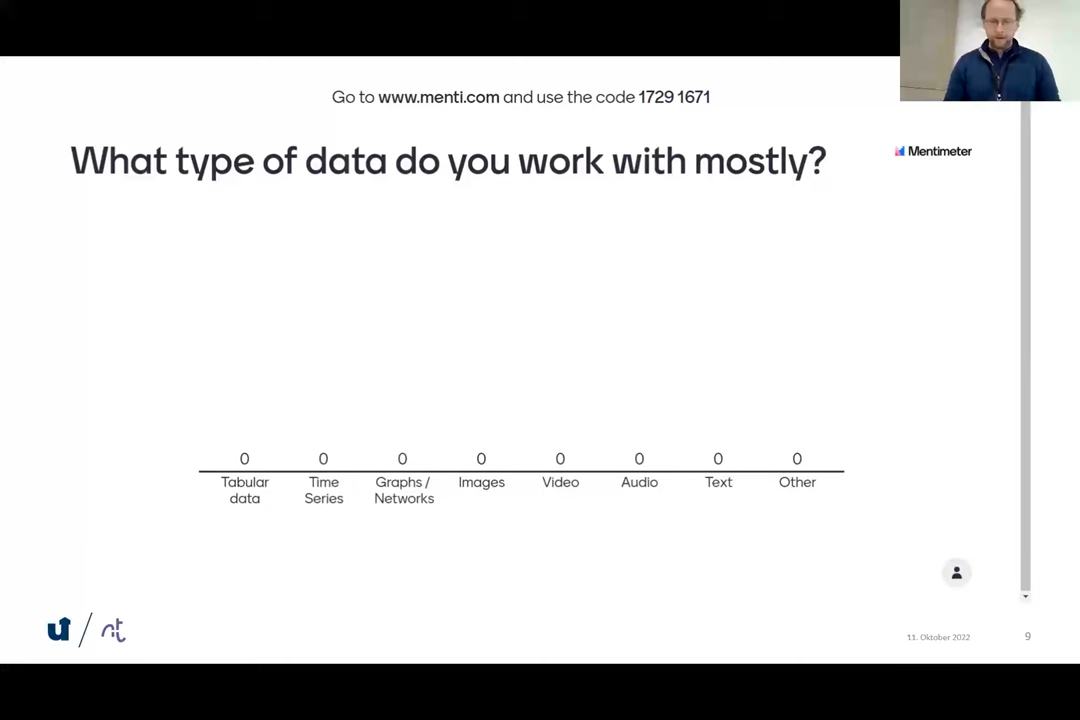 Go to www.menti.com and use the code 1729 1671
What type of data do you work with mostly?
Mentimeter
0 0 0 0 0 0 0 0
Tabular data
Time Series
Graphs / Networks
Images
Video
Audio
Text
Other
11. Oktober 2022
9